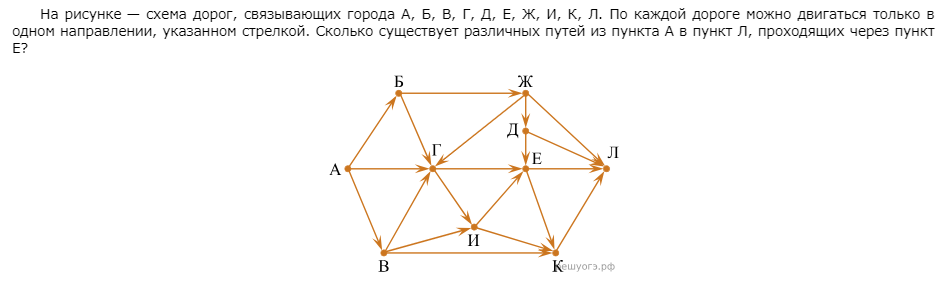 На рисунке — схема дорог, связывающих города А, Б, В, Г, Д, Е, Ж, И, К, Л. По каждой дороге можно двигаться только в
одном направлении, указанном стрелкой. Сколько существует различных путей из пункта А в пункт Л, проходящих через пункт
Е?
Б
Ж
Д
Г
Е
Л
А
И
В
К
решуогэ.рф